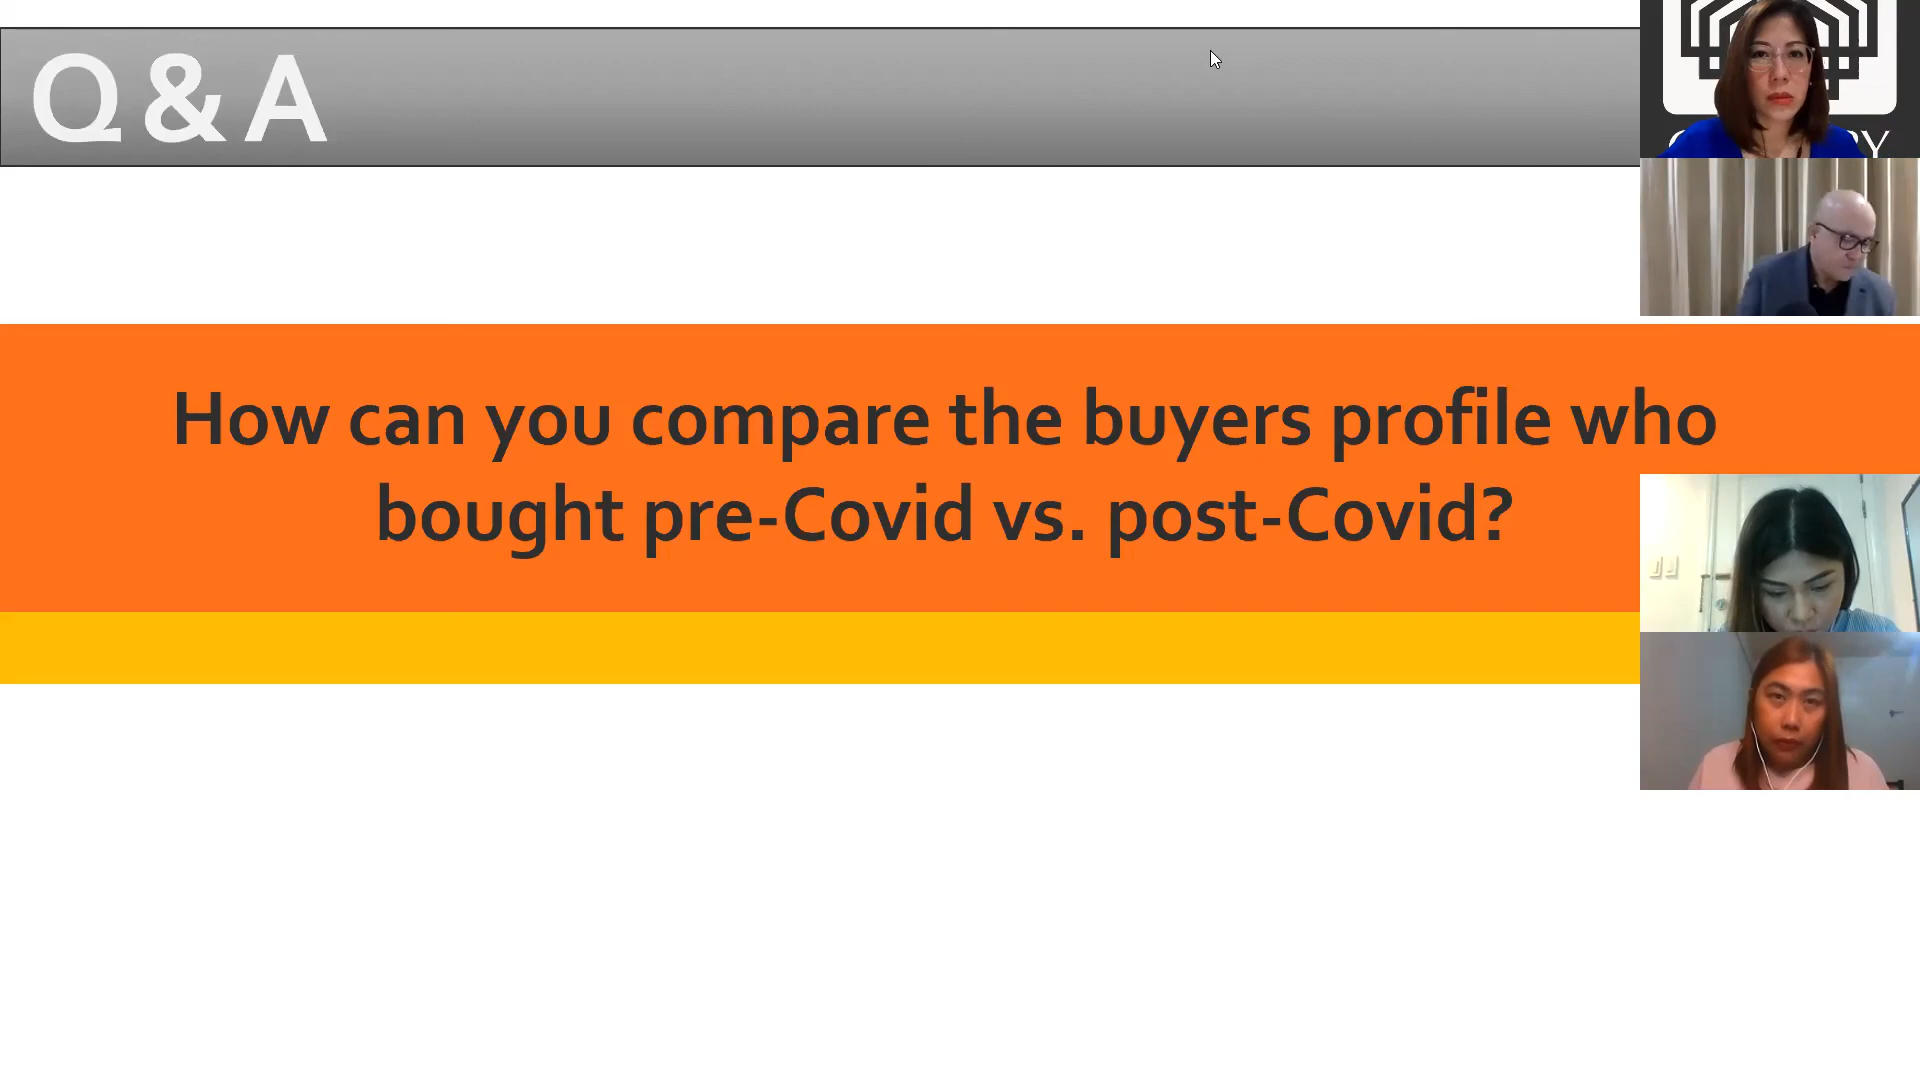 Q & A
How can you compare the buyers profile who
bought pre-Covid vs. post-Covid?